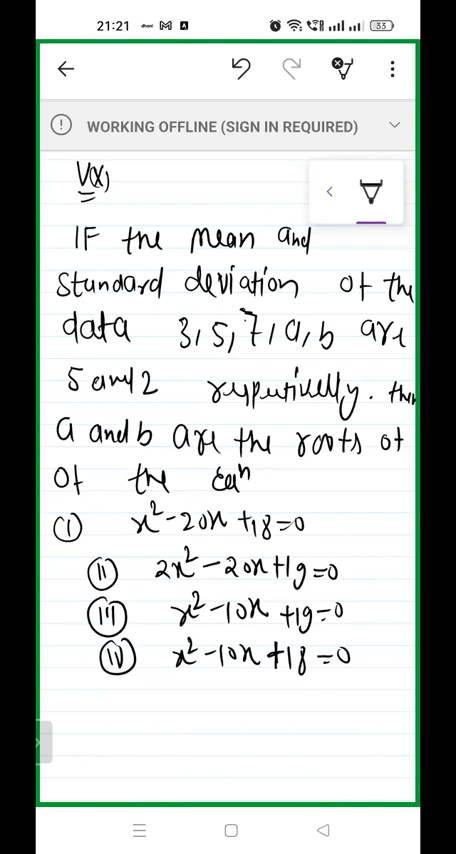 21:21
33
WORKING OFFLINE (SIGN IN REQUIRED)
V(X)
IF the mean and
standard deviation of the
data 3, 5, 7, a, b are
5 and 2 respectively. then
a and b are the roots of
of the Eqn
(i) x²-20x+18=0
(ii) 2x²-20x+19=0
(iii) x²-10x+19=0
(iv) x²-10x+18=0